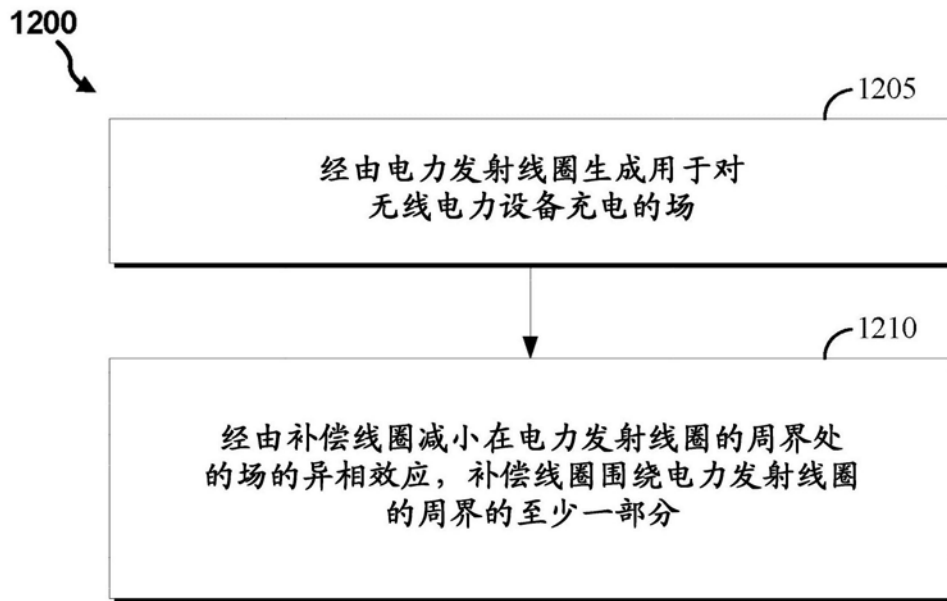 1200
1205
经由电力发射线圈生成用于对
无线电力设备充电的场
1210
经由补偿线圈减小在电力发射线圈的周界处
的场的异相效应，补偿线圈围绕电力发射线圈
的周界的至少一部分